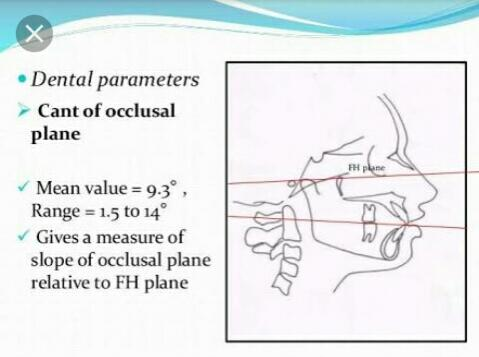 Dental parameters
Cant of occlusal
plane
Mean value = 9.3° ,
Range = 1.5 to 14°
Gives a measure of
slope of occlusal plane
relative to FH plane
FH plane